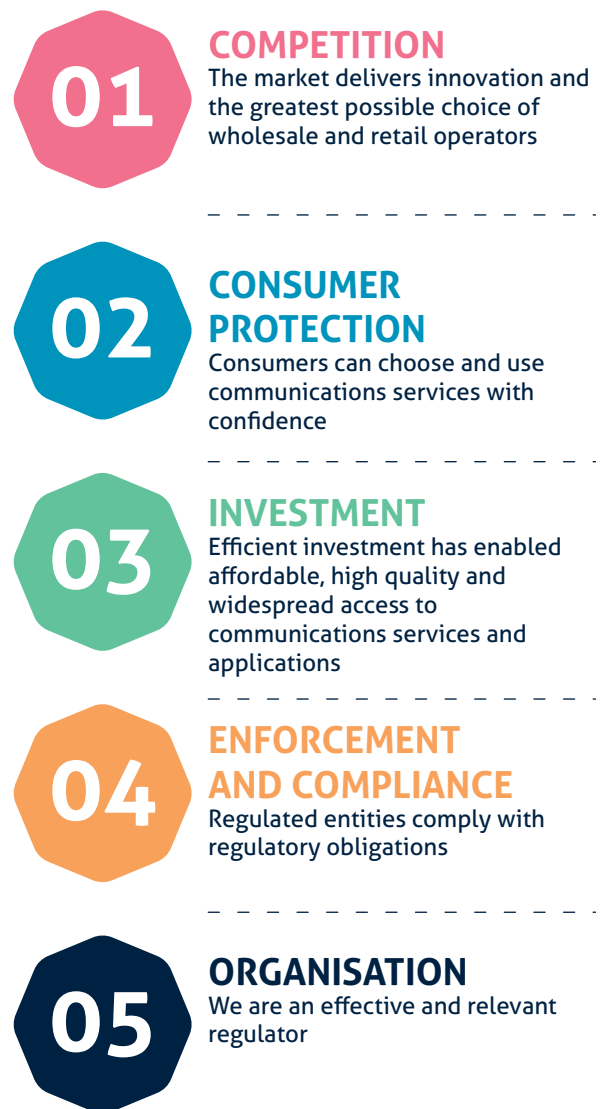 01
COMPETITION
The market delivers innovation and
the greatest possible choice of
wholesale and retail operators
02
CONSUMER
PROTECTION
Consumers can choose and use
communications services with
confidence
03
INVESTMENT
Efficient investment has enabled
affordable, high quality and
widespread access to
communications services and
applications
04
ENFORCEMENT
AND COMPLIANCE
Regulated entities comply with
regulatory obligations
05
ORGANISATION
We are an effective and relevant
regulator